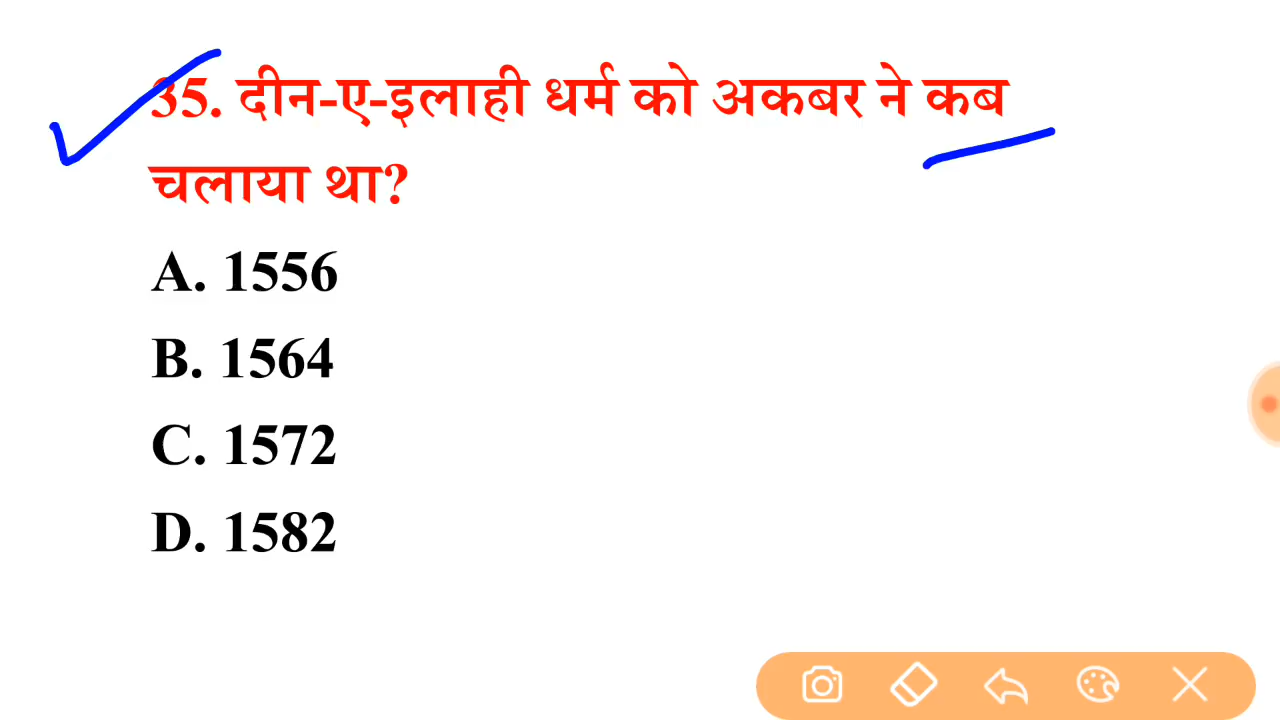 35. दीन-ए-इलाही धर्म को अकबर ने कब
चलाया था?
A. 1556
B. 1564
C. 1572
D. 1582